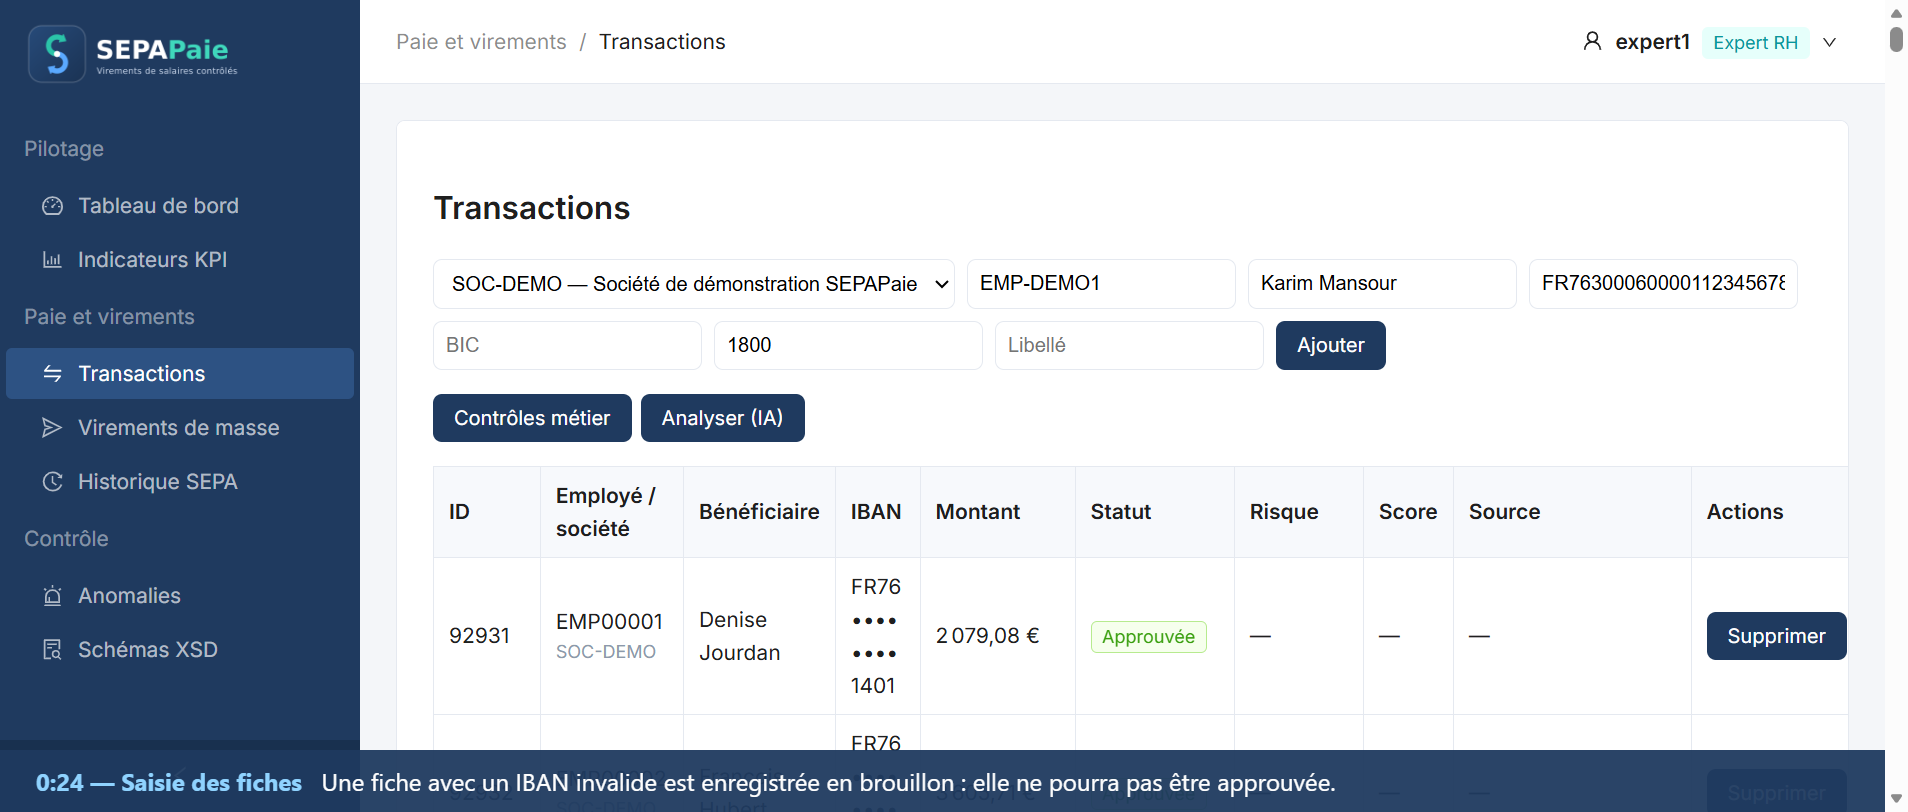 SEPAPaie
Virements de salaires contrôlés
Pilotage
Tableau de bord
Indicateurs KPI
Paie et virements
Transactions
Virements de masse
Historique SEPA
Contrôle
Anomalies
Schémas XSD
Paie et virements / Transactions
expert1 Expert RH
Transactions
SOC-DEMO — Société de démonstration SEPAPaie EMP-DEMO1 Karim Mansour FR7630006000011234567
BIC 1800 Libellé Ajouter
Contrôles métier Analyser (IA)
ID Employé / société Bénéficiaire IBAN Montant Statut Risque Score Source Actions
92931 EMP00001 SOC-DEMO Denise Jourdan FR76 •••• •••• 1401 2 079,08 € Approuvée — — — Supprimer
FR76
Hubert
SOC-DEMO
Supprimer
0:24 — Saisie des fiches Une fiche avec un IBAN invalide est enregistrée en brouillon : elle ne pourra pas être approuvée.